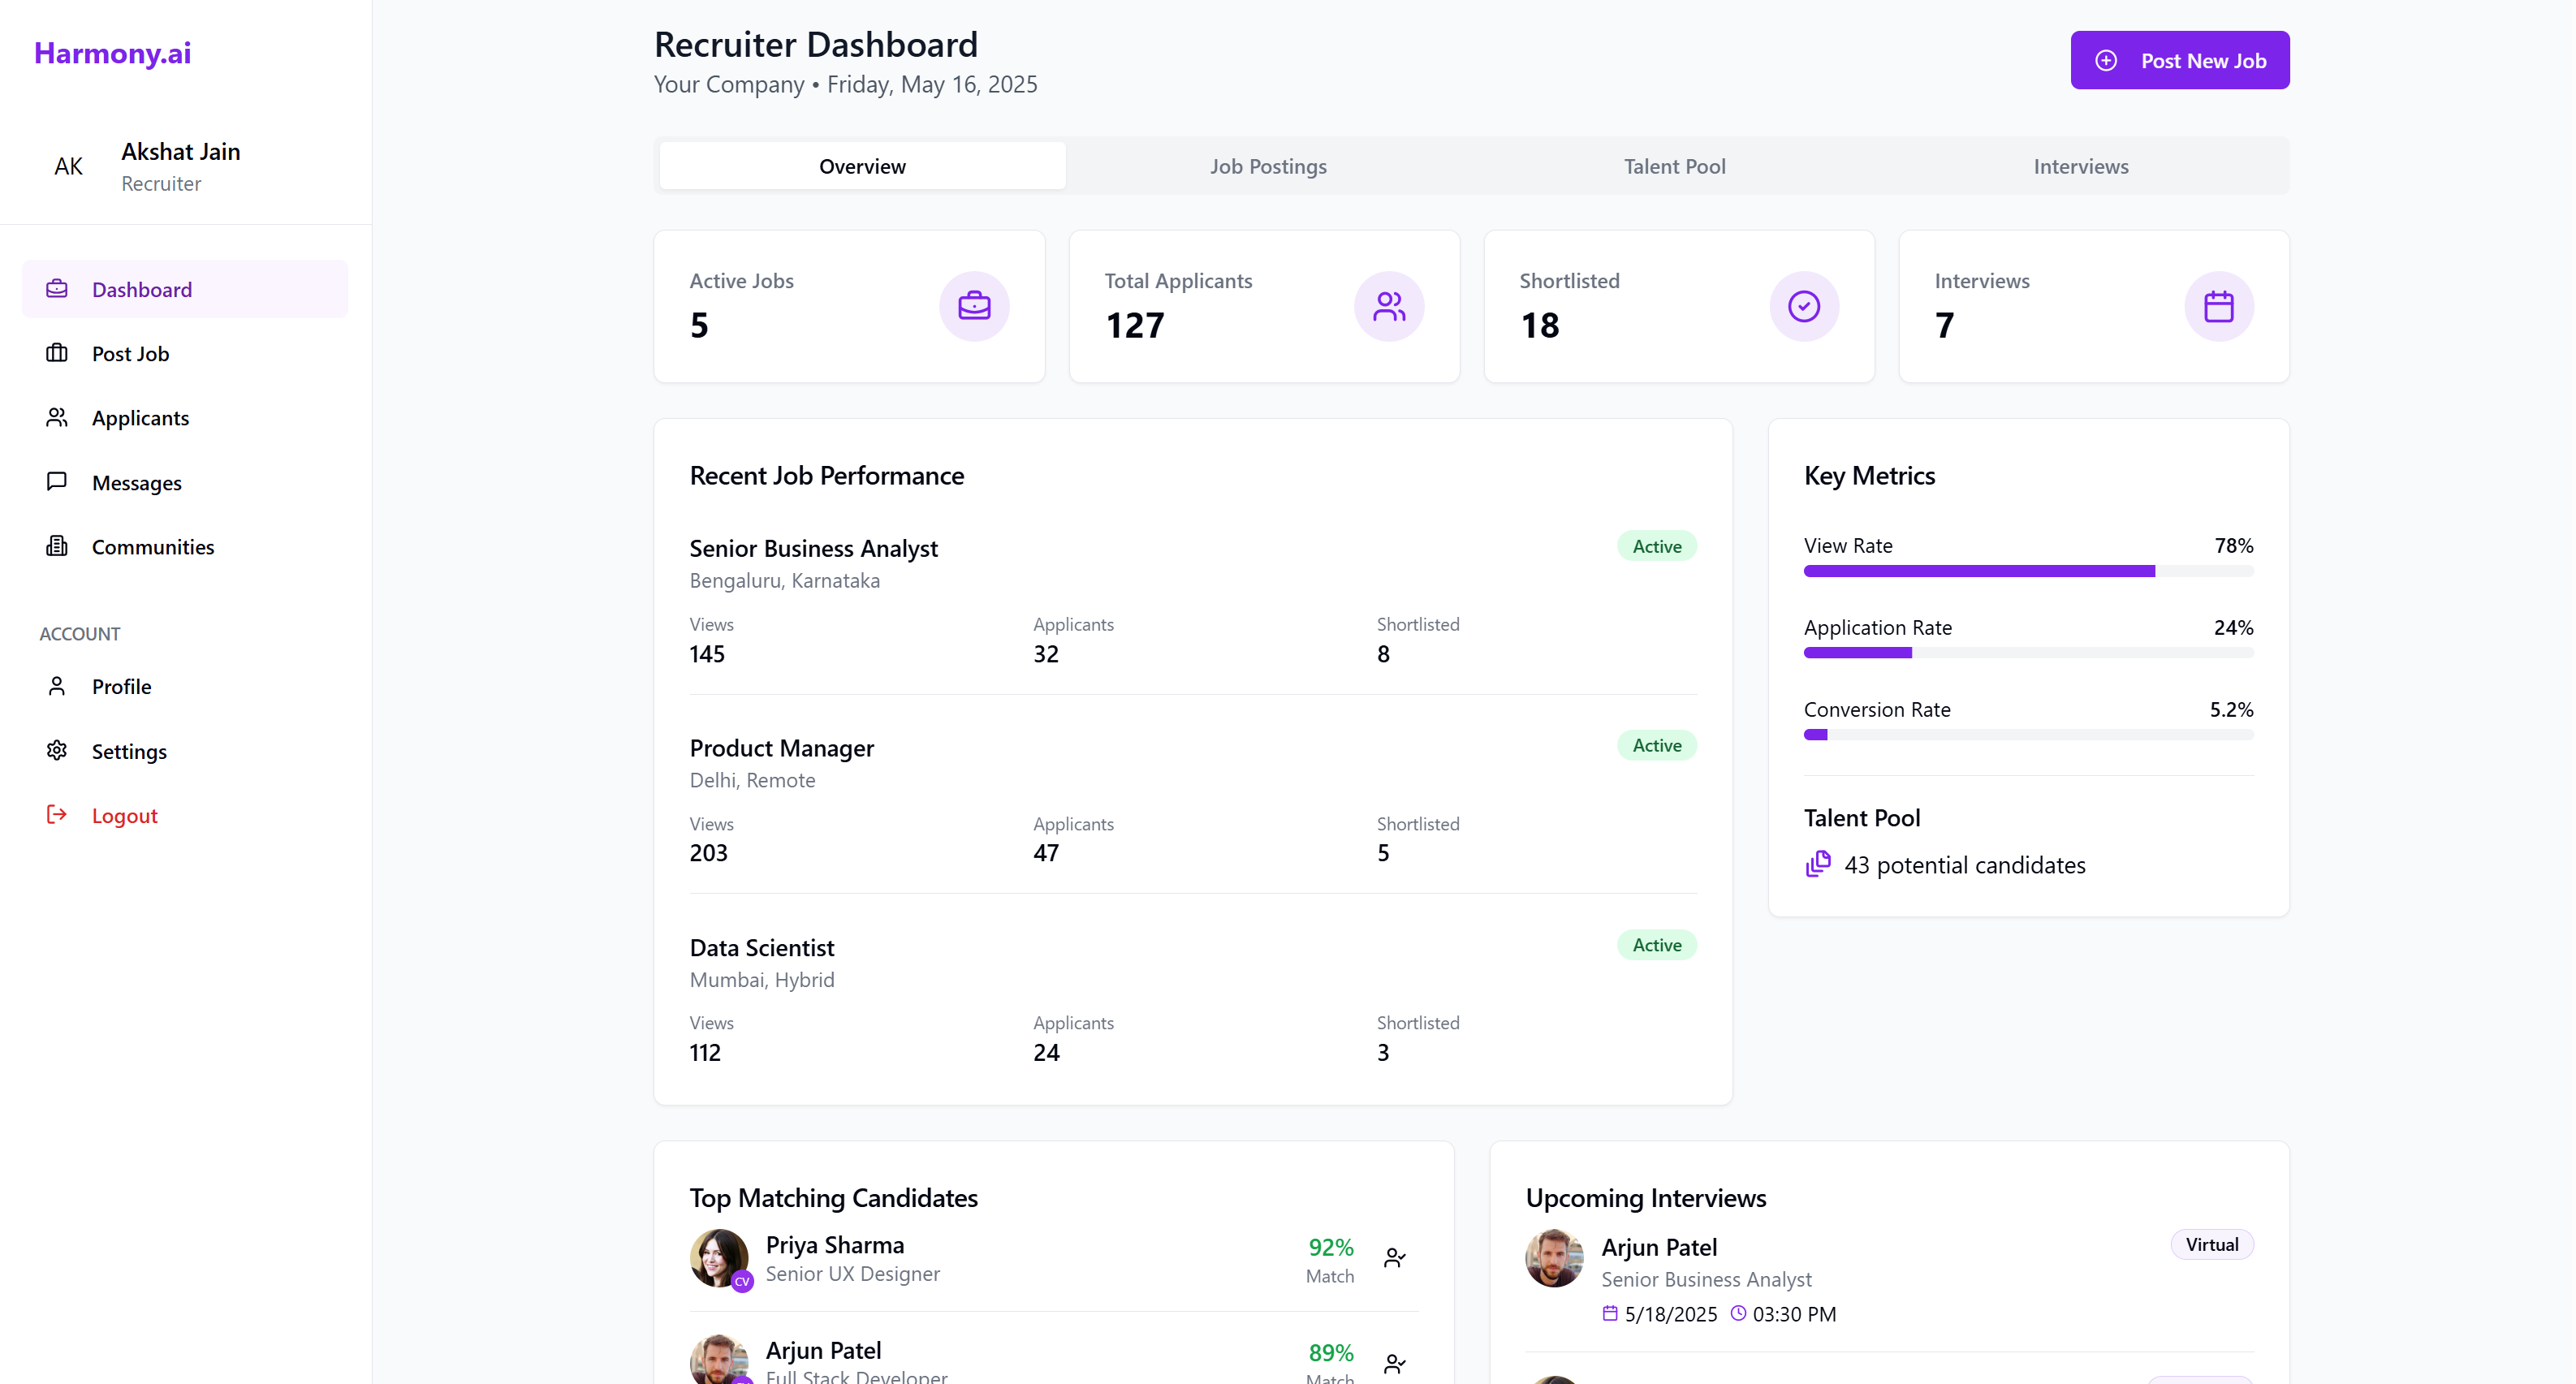 Harmony.ai
AK
Akshat Jain
Recruiter
Dashboard
Post Job
Applicants
Messages
Communities
ACCOUNT
Profile
Settings
Logout
Recruiter Dashboard
Your Company • Friday, May 16, 2025
Post New Job
Overview
Job Postings
Talent Pool
Interviews
Active Jobs
5
Total Applicants
127
Shortlisted
18
Interviews
7
Recent Job Performance
Senior Business Analyst
Active
Bengaluru, Karnataka
Views
145
Applicants
32
Shortlisted
8
Product Manager
Active
Delhi, Remote
Views
203
Applicants
47
Shortlisted
5
Data Scientist
Active
Mumbai, Hybrid
Views
112
Applicants
24
Shortlisted
3
Key Metrics
View Rate 78%
Application Rate 24%
Conversion Rate 5.2%
Talent Pool
43 potential candidates
Top Matching Candidates
Priya Sharma
Senior UX Designer
CV
92%
Match
Arjun Patel
Full Stack Developer
89%
Match
Upcoming Interviews
Arjun Patel
Virtual
Senior Business Analyst
5/18/2025 03:30 PM